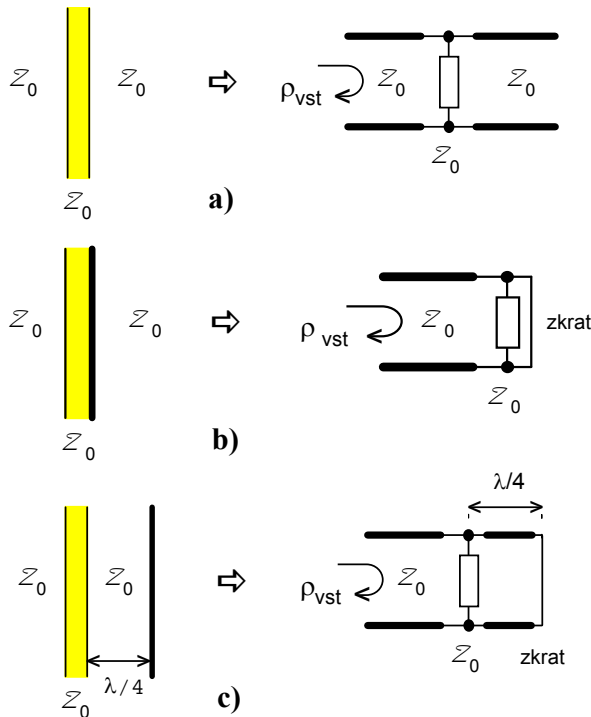 Z₀ Z₀ ρvst Z₀ Z₀
Z₀ Z₀
a)
Z₀ Z₀ ρ vst Z₀ zkrat
Z₀ Z₀
b)
λ/4
Z₀ Z₀ ρvst Z₀
λ/4 Z₀ zkrat
Z₀
c)